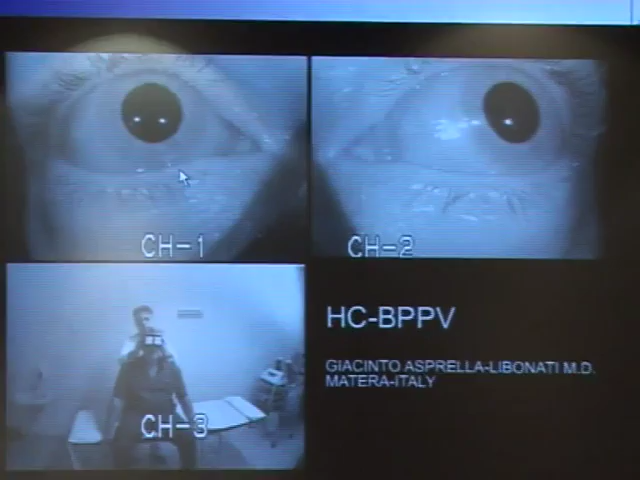 CH-1
CH-2
HC-BPPV
GIACINTO ASPRELLA-LIBONATI M.D.
MATERA-ITALY
CH-3